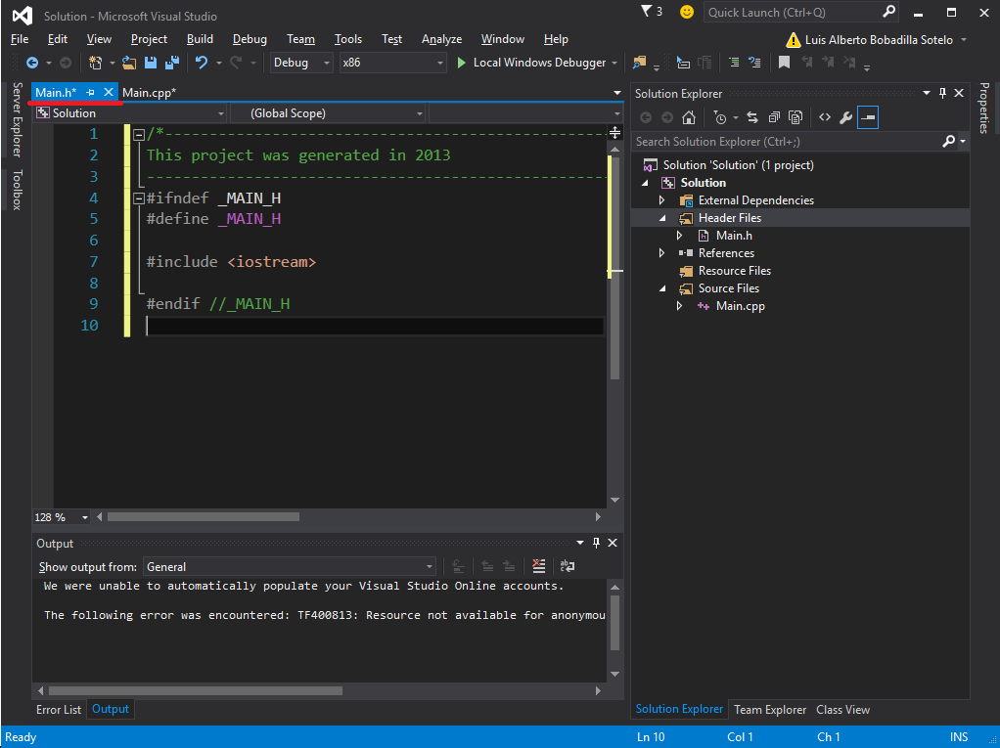 Solution - Microsoft Visual Studio
3
Quick Launch (Ctrl+Q)
File Edit View Project Build Debug Team Tools Test Analyze Window Help
Luis Alberto Bobadilla Sotelo
Debug x86 Local Windows Debugger
Server Explorer
Toolbox
Main.h* Main.cpp*
Solution (Global Scope)
1 /*----------------------------------------------------
2 This project was generated in 2013
3 ----------------------------------------------------
4 #ifndef _MAIN_H
5 #define _MAIN_H
6
7 #include <iostream>
8
9 #endif //_MAIN_H
10
128 %
Output
Show output from: General
We were unable to automatically populate your Visual Studio Online accounts.
The following error was encountered: TF400813: Resource not available for anonymou
Error List Output
Solution Explorer
Search Solution Explorer (Ctrl+;)
Solution 'Solution' (1 project)
Solution
External Dependencies
Header Files
Main.h
References
Resource Files
Source Files
Main.cpp
Solution Explorer Team Explorer Class View
Properties
Ready Ln 10 Col 1 Ch 1 INS